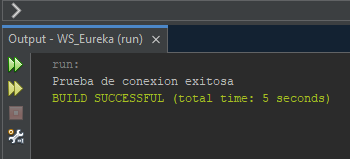 Output - WS_Eureka (run)
run:
Prueba de conexion exitosa
BUILD SUCCESSFUL (total time: 5 seconds)